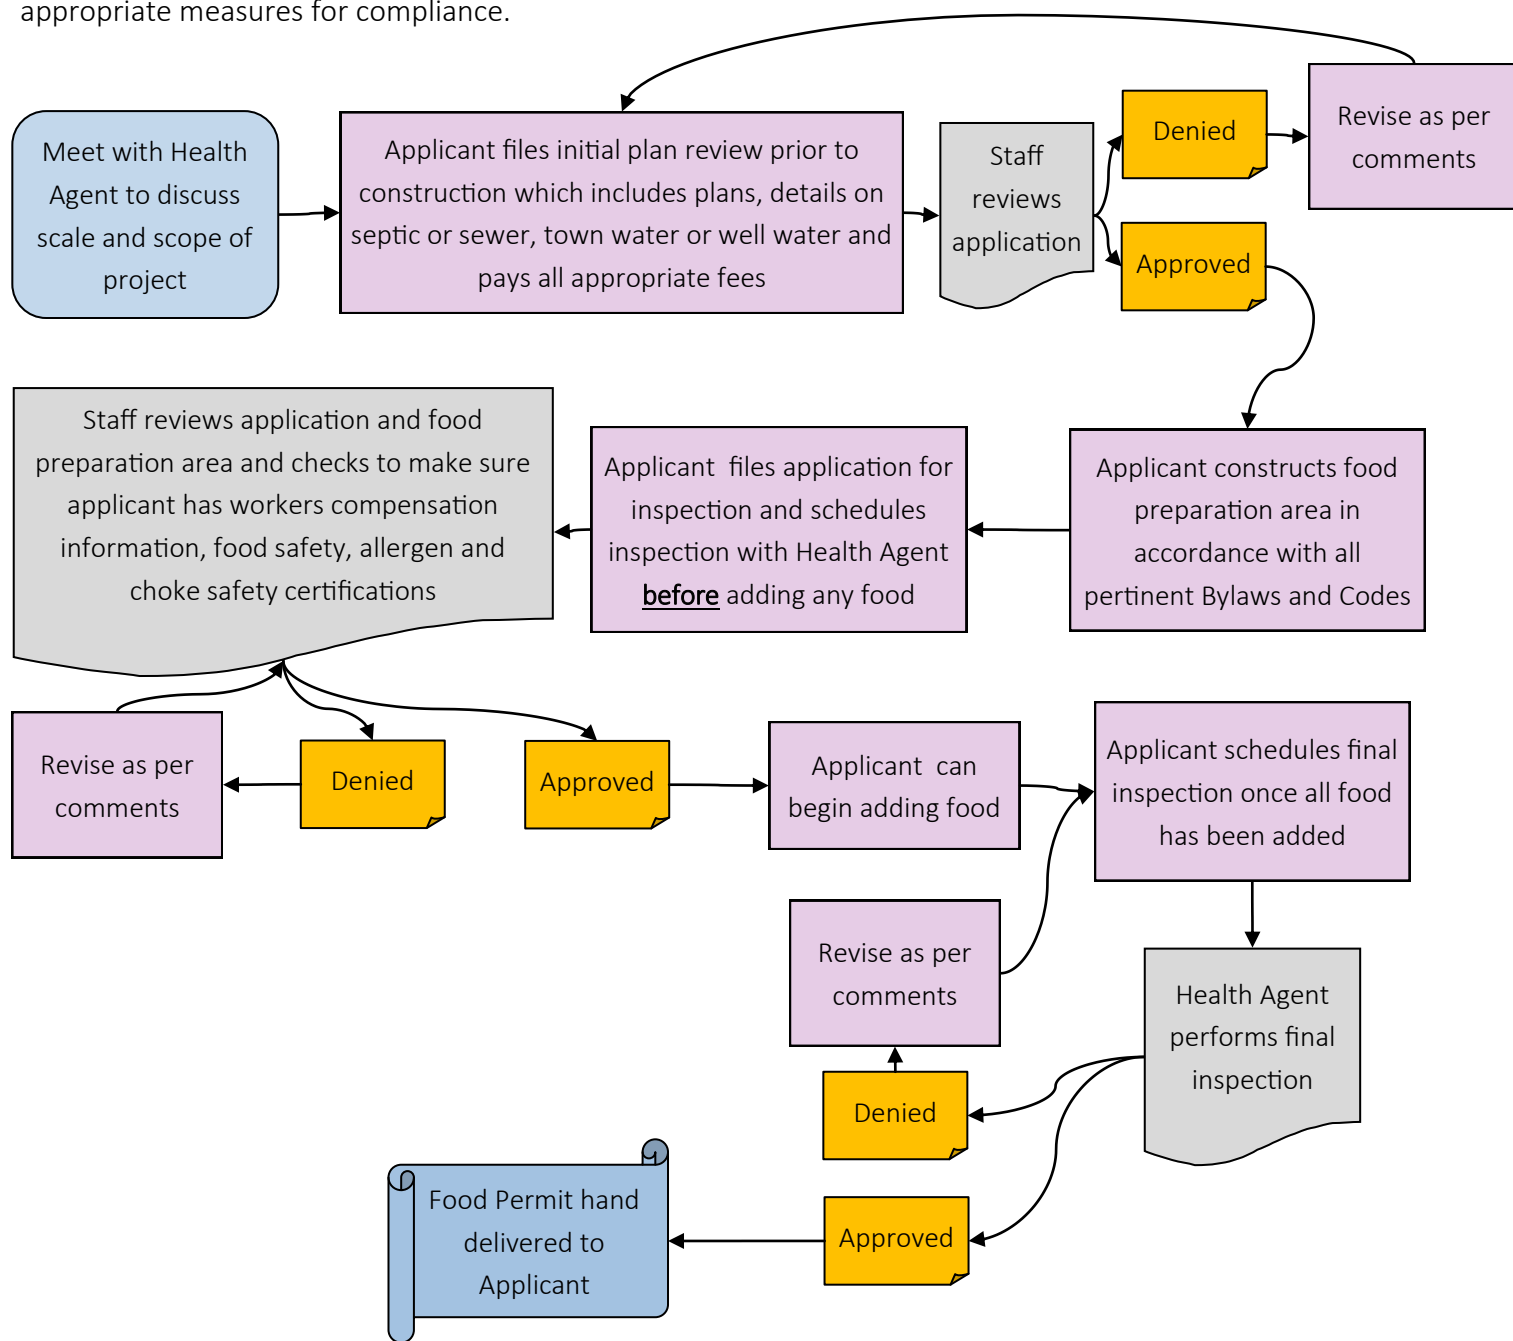 appropriate measures for compliance.
Meet with Health
Agent to discuss
scale and scope of
project
Applicant files initial plan review prior to
construction which includes plans, details on
septic or sewer, town water or well water and
pays all appropriate fees
Staff
reviews
application
Denied
Approved
Revise as per
comments
Applicant constructs food
preparation area in
accordance with all
pertinent Bylaws and Codes
Applicant files application for
inspection and schedules
inspection with Health Agent
before adding any food
Staff reviews application and food
preparation area and checks to make sure
applicant has workers compensation
information, food safety, allergen and
choke safety certifications
Revise as per
comments
Denied
Approved
Applicant can
begin adding food
Applicant schedules final
inspection once all food
has been added
Revise as per
comments
Health Agent
performs final
inspection
Denied
Approved
Food Permit hand
delivered to
Applicant